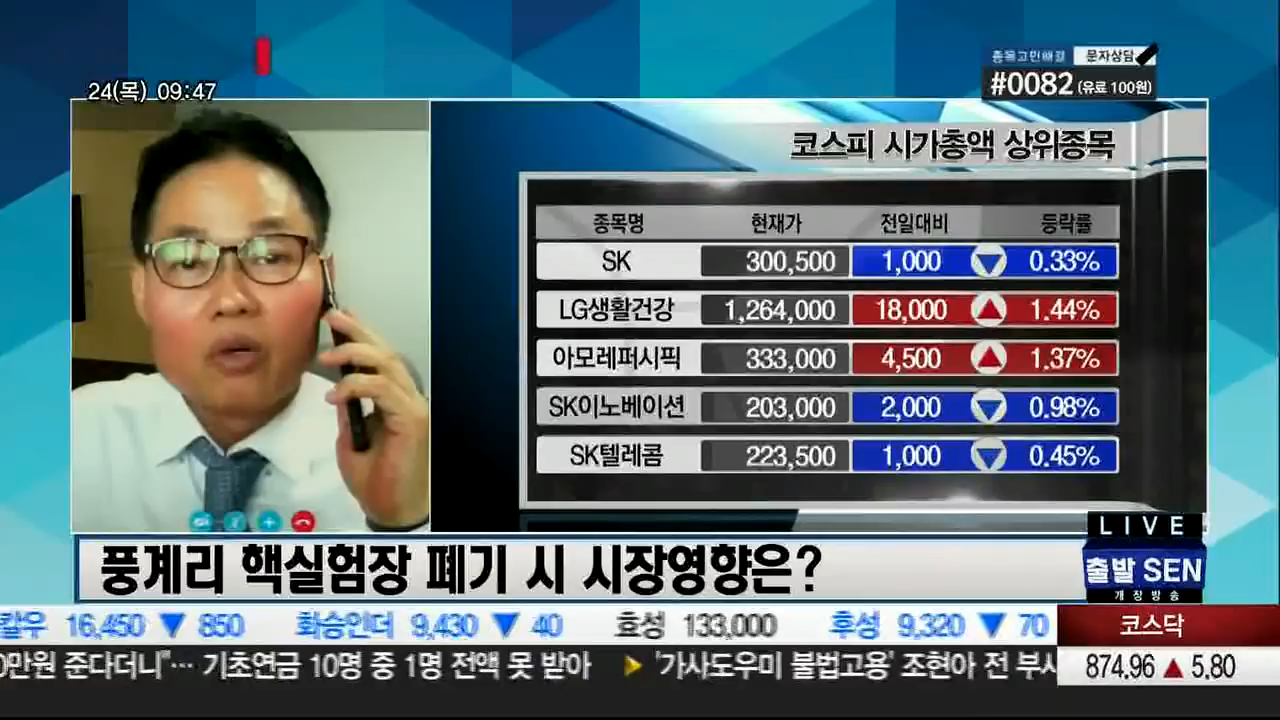 종목고민해결 문자상담
#0082 (유료 100원)
24(목) 09:47
코스피 시가총액 상위종목
종목명 현재가 전일대비 등락률
SK 300,500 1,000 ▼ 0.33%
LG생활건강 1,264,000 18,000 ▲ 1.44%
아모레퍼시픽 333,000 4,500 ▲ 1.37%
SK이노베이션 203,000 2,000 ▼ 0.98%
SK텔레콤 223,500 1,000 ▼ 0.45%
LIVE
출발 SEN
개장방송
풍계리 핵실험장 폐기 시 시장영향은?
칼우 16,450 ▼ 850 화승인더 9,430 ▼ 40 효성 133,000 후성 9,320 ▼ 70
코스닥
0만원 준다더니"… 기초연금 10명 중 1명 전액 못 받아 ▶ '가사도우미 불법고용' 조현아 전 부사
874.96 ▲ 5.80